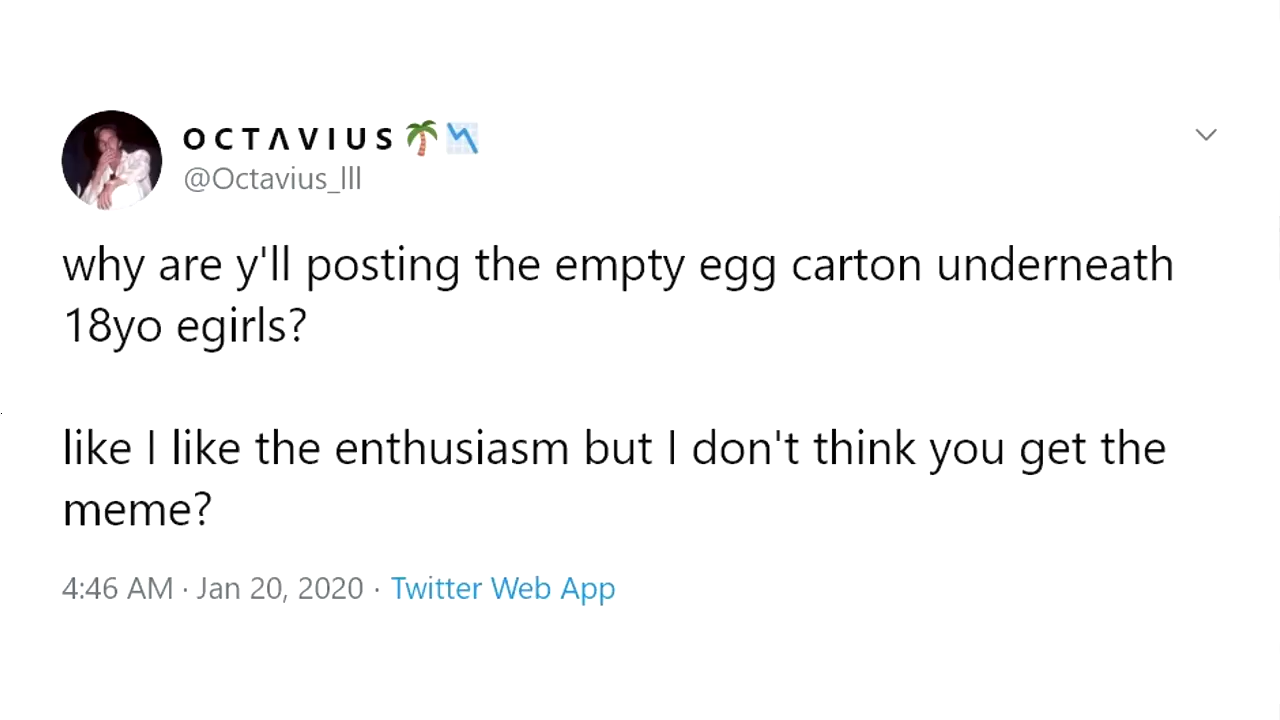 OCTΛVIUS🌴📉
@Octavius_lll
why are y'll posting the empty egg carton underneath
18yo egirls?
like I like the enthusiasm but I don't think you get the
meme?
4:46 AM · Jan 20, 2020 · Twitter Web App